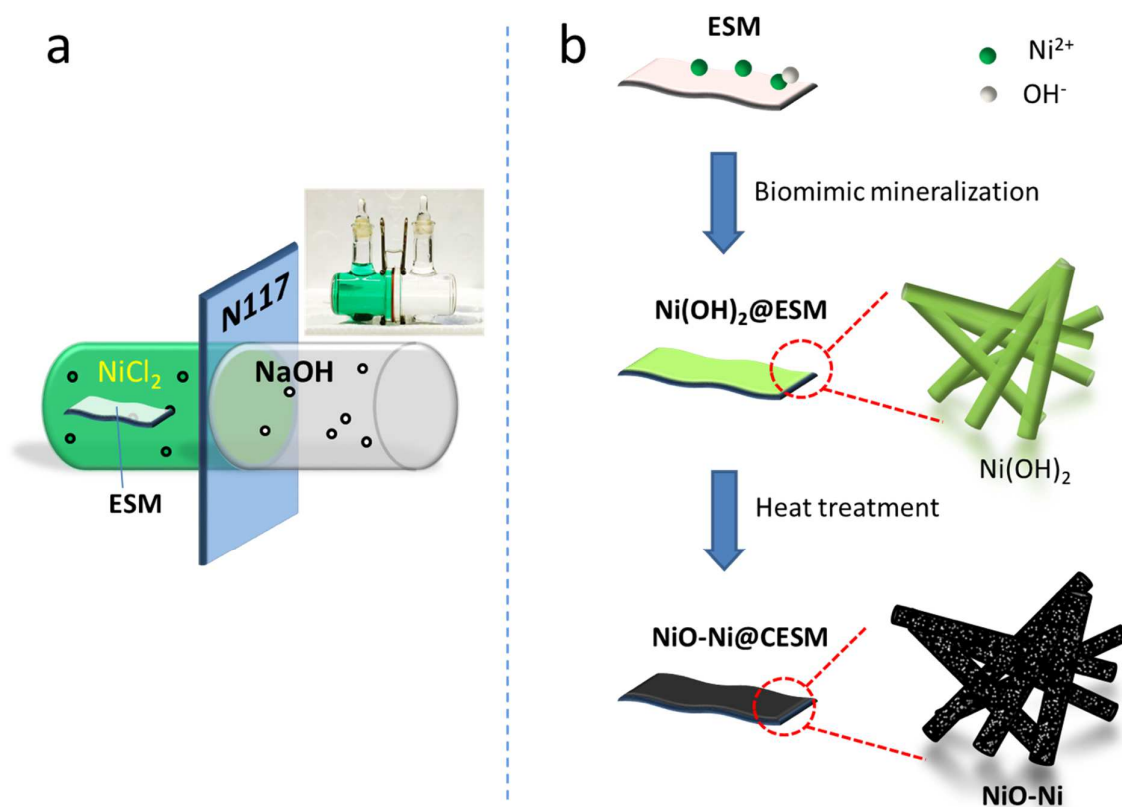 a
N117
NiCl₂
NaOH
ESM
b
ESM
Ni²⁺
OH⁻
Biomimic mineralization
Ni(OH)₂@ESM
Ni(OH)₂
Heat treatment
NiO-Ni@CESM
NiO-Ni